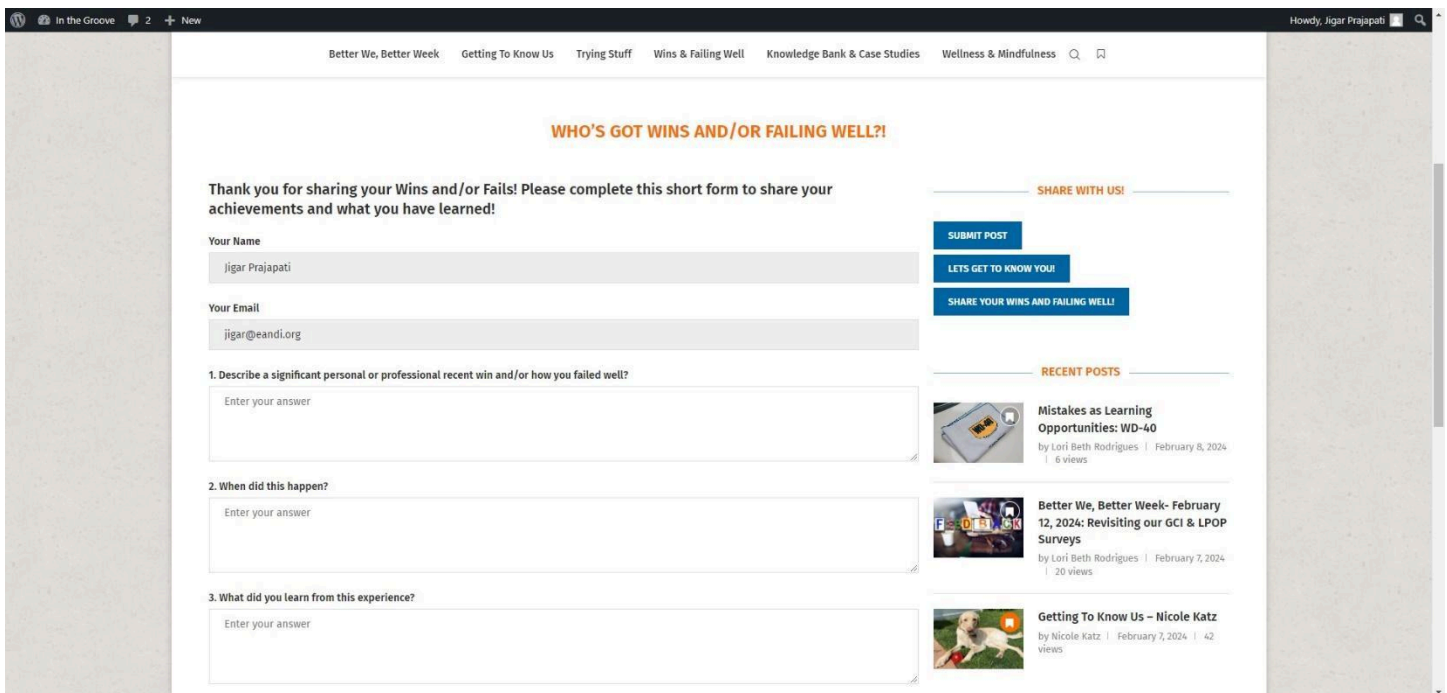 In the Groove 2 New Howdy, Jigar Prajapati
Better We, Better Week Getting To Know Us Trying Stuff Wins & Failing Well Knowledge Bank & Case Studies Wellness & Mindfulness
WHO'S GOT WINS AND/OR FAILING WELL?!
Thank you for sharing your Wins and/or Fails! Please complete this short form to share your
achievements and what you have learned!
Your Name
Jigar Prajapati
Your Email
jigar@eandi.org
1. Describe a significant personal or professional recent win and/or how you failed well?
Enter your answer
2. When did this happen?
Enter your answer
3. What did you learn from this experience?
Enter your answer
SHARE WITH US!
SUBMIT POST
LETS GET TO KNOW YOU!
SHARE YOUR WINS AND FAILING WELL!
RECENT POSTS
WD-40
Mistakes as Learning
Opportunities: WD-40
by Lori Beth Rodrigues | February 8, 2024
| 6 views
Better We, Better Week- February
12, 2024: Revisiting our GCI & LPOP
Surveys
by Lori Beth Rodrigues | February 7, 2024
| 20 views
Getting To Know Us – Nicole Katz
by Nicole Katz | February 7, 2024 | 42
views